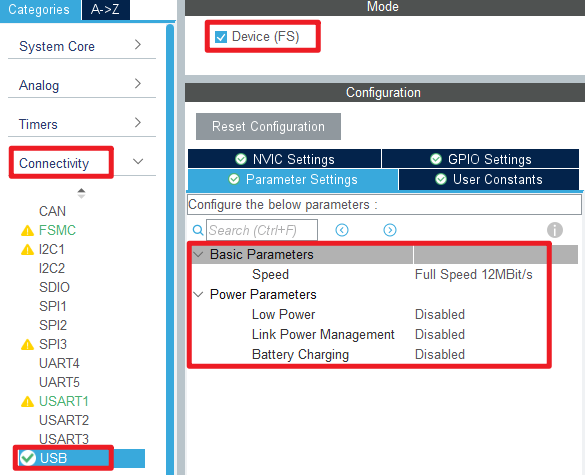 Categories A->Z
System Core
Analog
Timers
Connectivity
CAN
FSMC
I2C1
I2C2
SDIO
SPI1
SPI2
SPI3
UART4
UART5
USART1
USART2
USART3
USB
Mode
Device (FS)
Configuration
Reset Configuration
NVIC Settings GPIO Settings
Parameter Settings User Constants
Configure the below parameters :
Search (Ctrl+F)
Basic Parameters
Speed Full Speed 12MBit/s
Power Parameters
Low Power Disabled
Link Power Management Disabled
Battery Charging Disabled